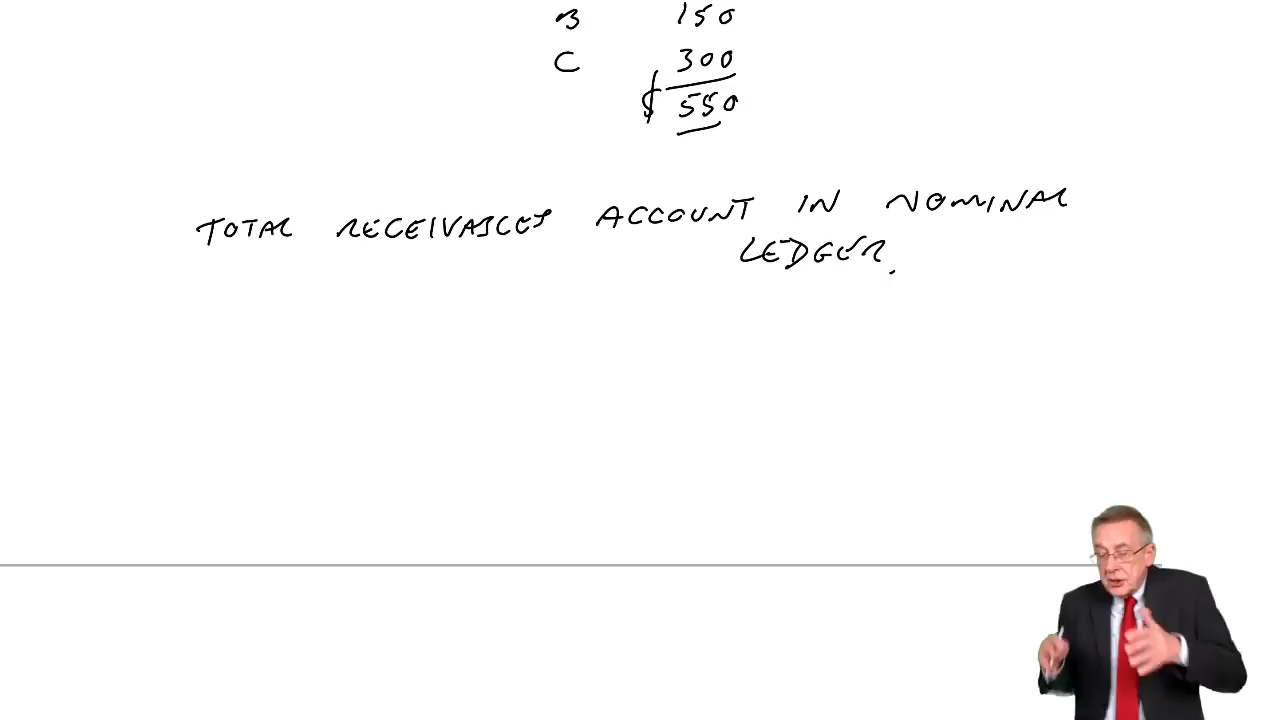 B 150
C 300
$ 550
TOTAL RECEIVABLES ACCOUNT IN NOMINAL
LEDGER.